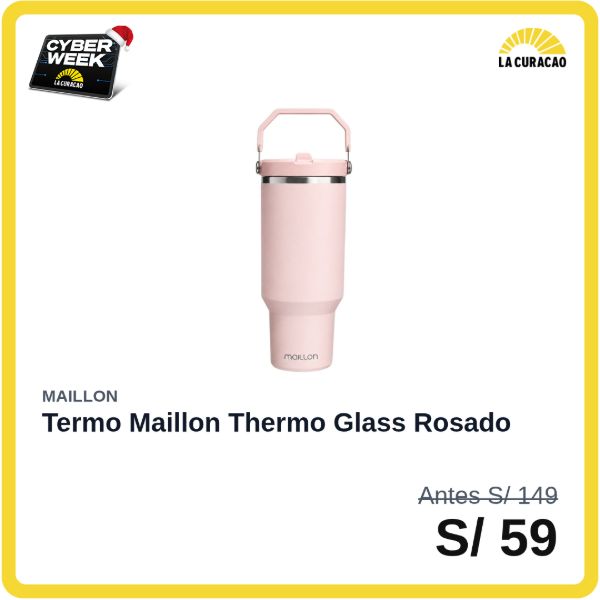 CYBER
WEEK
LA CURACAO
LA CURACAO
maillon
MAILLON
Termo Maillon Thermo Glass Rosado
Antes S/ 149
S/ 59